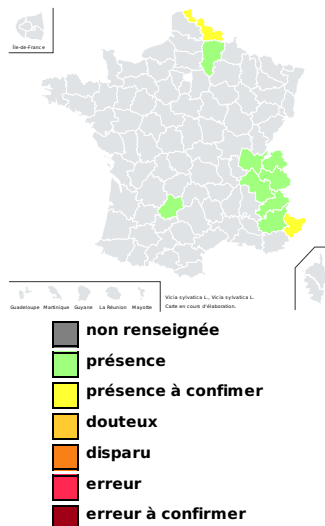 Île-de-France
Guadeloupe Martinique Guyane La Réunion Mayotte
Vicia sylvatica L., Vicia sylvatica L.
Carte en cours d'élaboration.
non renseignée
présence
présence à confimer
douteux
disparu
erreur
erreur à confirmer